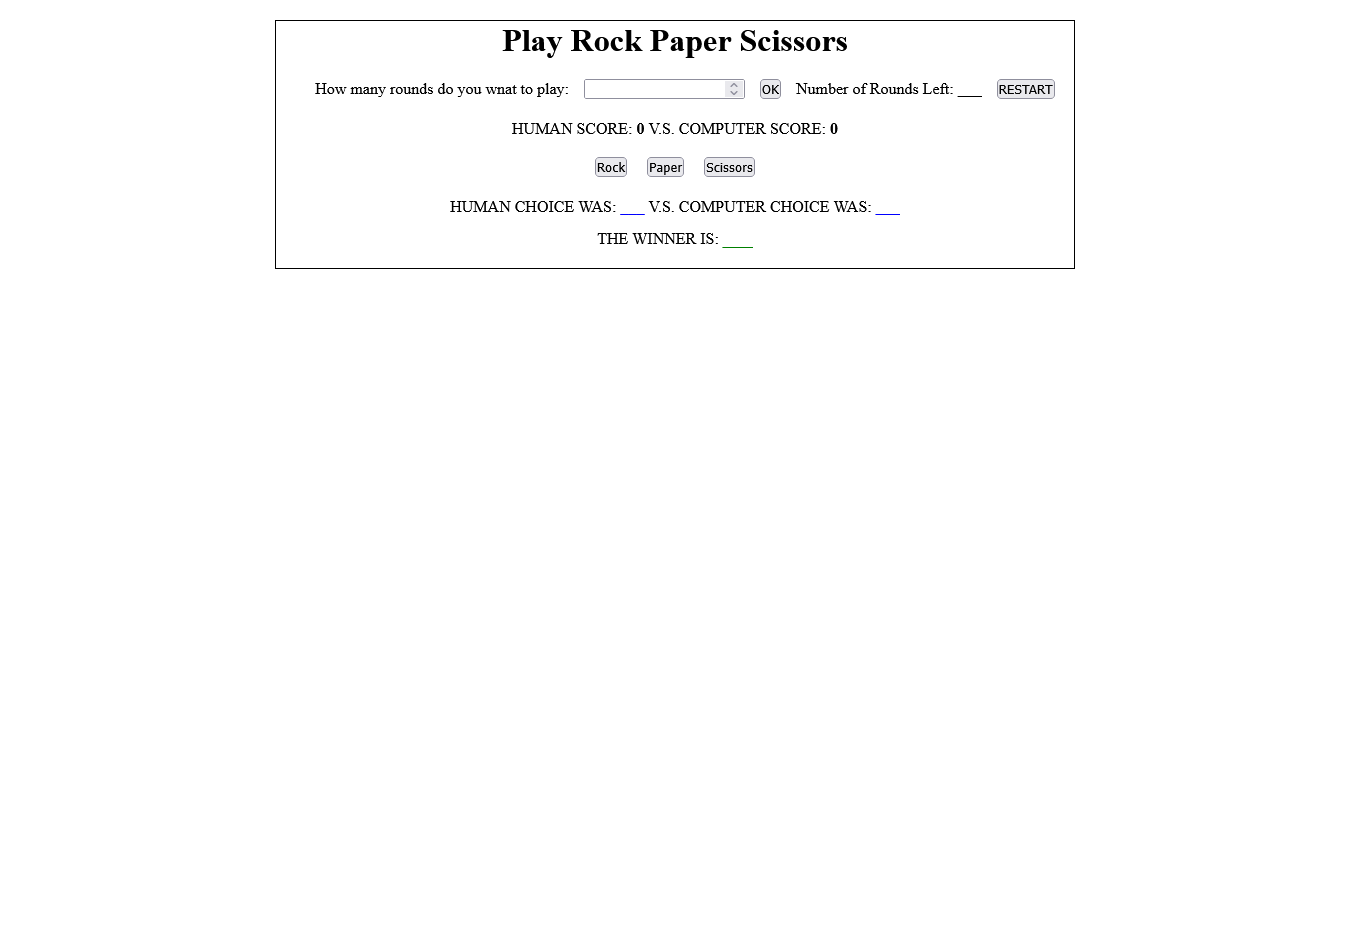 Play Rock Paper Scissors
How many rounds do you wnat to play: OK Number of Rounds Left: ___ RESTART
HUMAN SCORE: 0 V.S. COMPUTER SCORE: 0
Rock Paper Scissors
HUMAN CHOICE WAS: ___ V.S. COMPUTER CHOICE WAS: ___
THE WINNER IS: ____